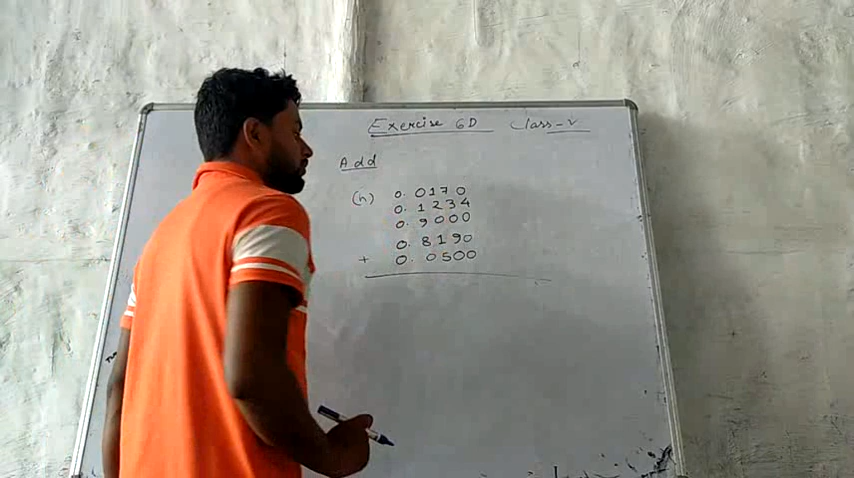 Exercise 6D Class-V
Add
(h) 0. 0170
0. 1234
0. 9000
0. 8190
+ 0. 0500